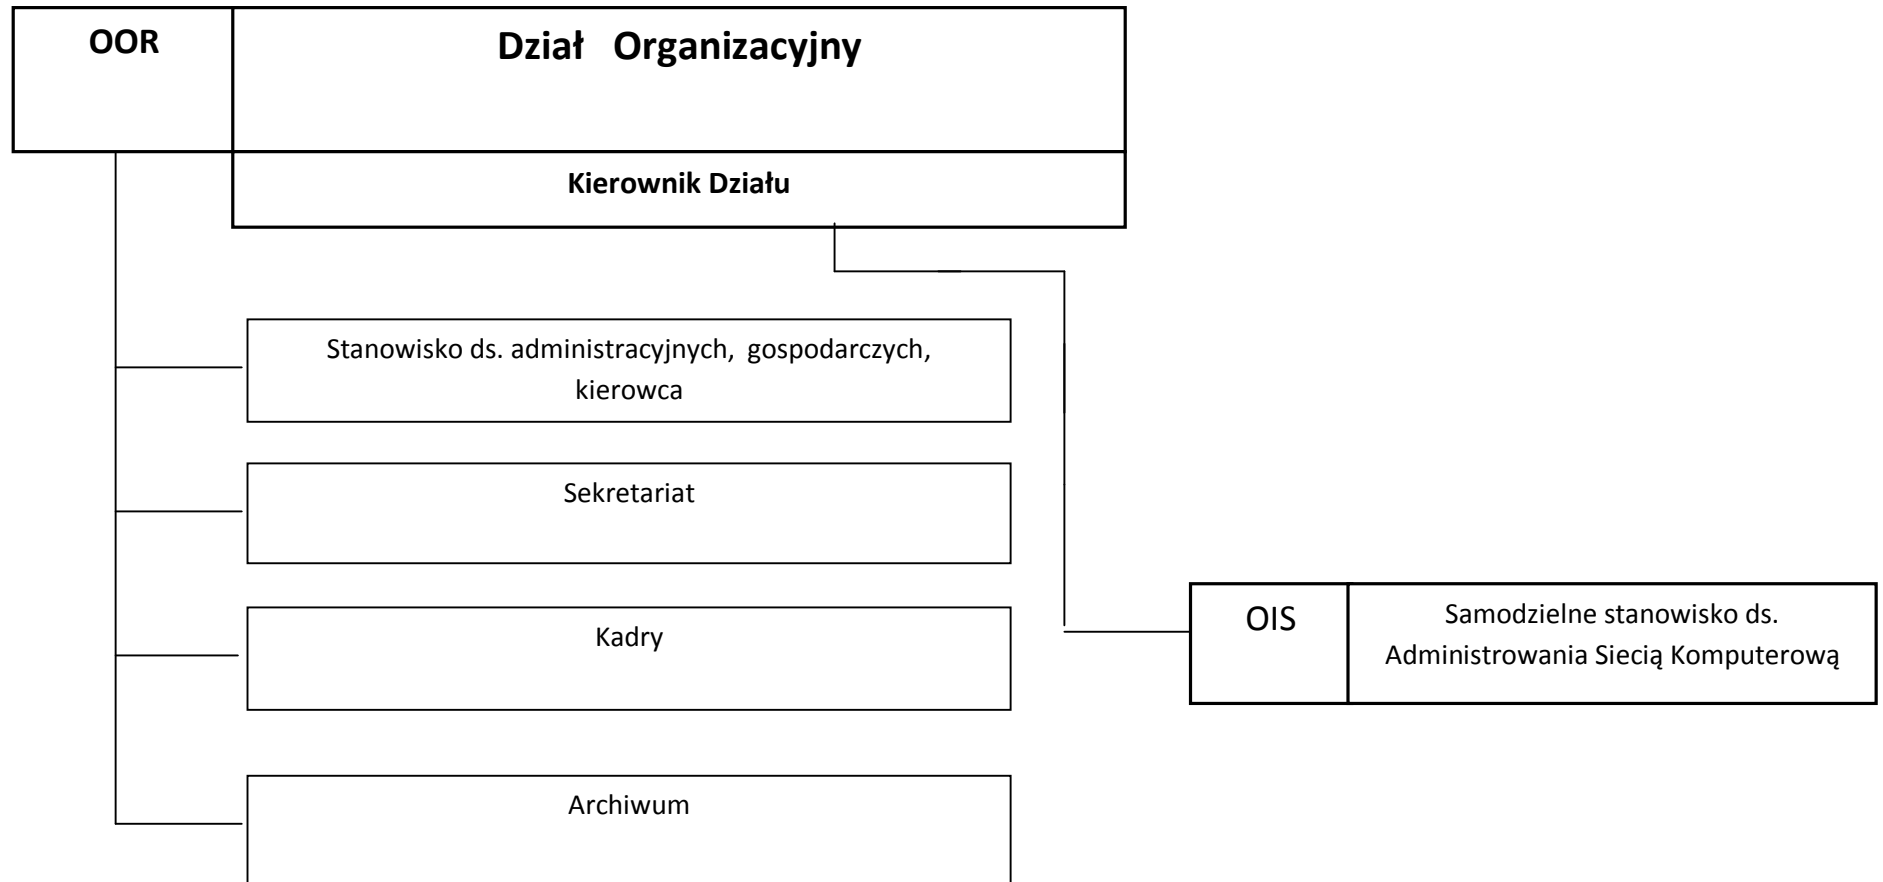 OOR
Dział Organizacyjny
Kierownik Działu
Stanowisko ds. administracyjnych, gospodarczych,
kierowca
Sekretariat
Kadry
Archiwum
OIS
Samodzielne stanowisko ds.
Administrowania Siecią Komputerową